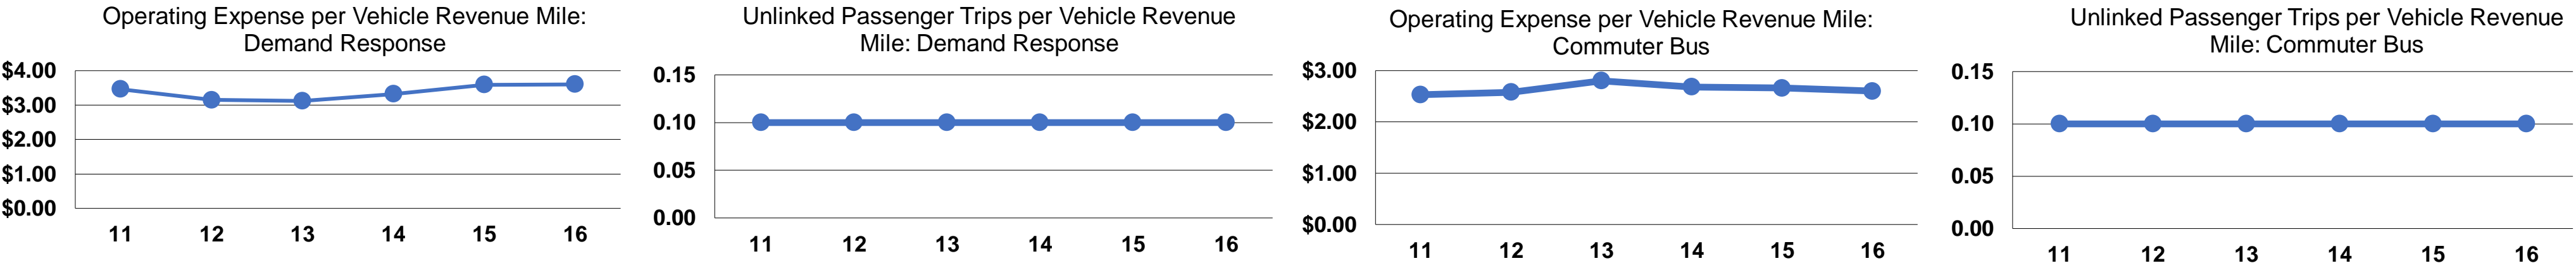 Operating Expense per Vehicle Revenue Mile:
Demand Response
$4.00
$3.00
$2.00
$1.00
$0.00
11 12 13 14 15 16
Unlinked Passenger Trips per Vehicle Revenue
Mile: Demand Response
0.15
0.10
0.05
0.00
11 12 13 14 15 16
Operating Expense per Vehicle Revenue Mile:
Commuter Bus
$3.00
$2.00
$1.00
$0.00
11 12 13 14 15 16
Unlinked Passenger Trips per Vehicle Revenue
Mile: Commuter Bus
0.15
0.10
0.05
0.00
11 12 13 14 15 16